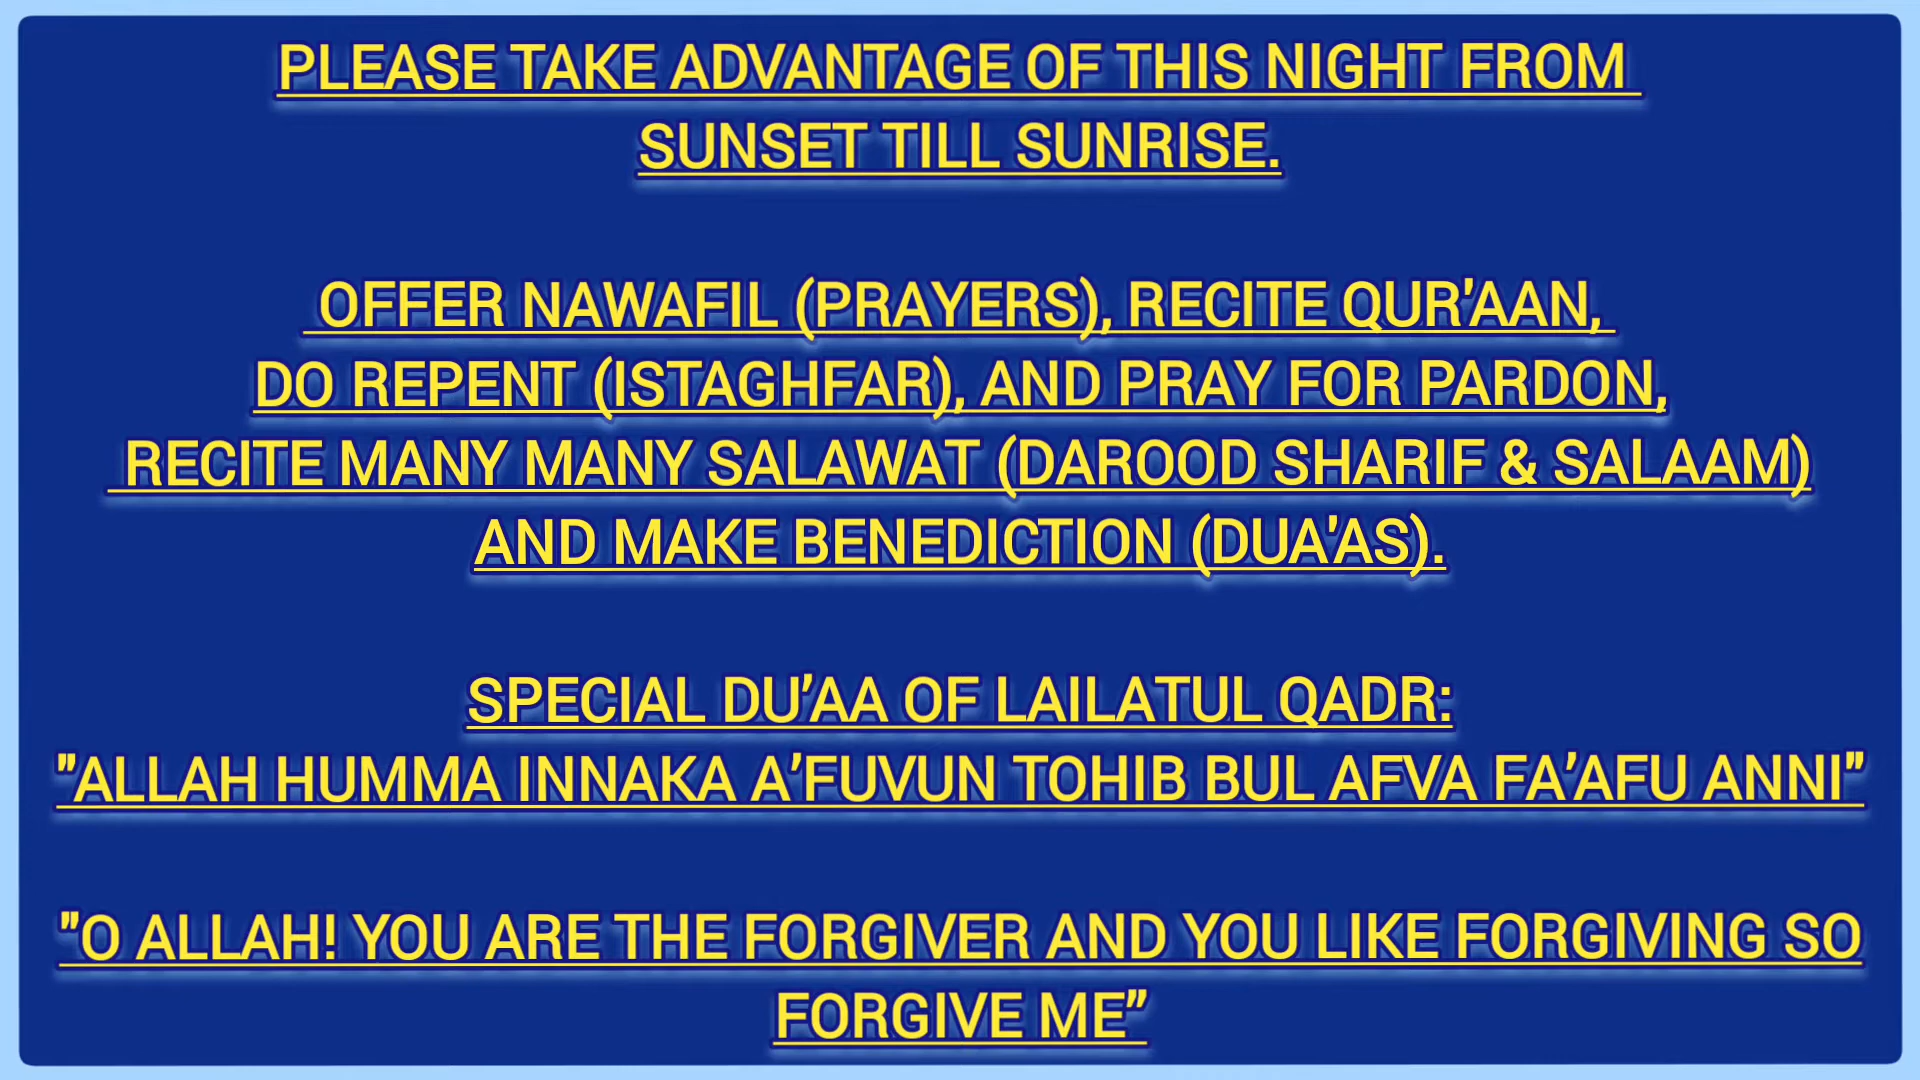 PLEASE TAKE ADVANTAGE OF THIS NIGHT FROM
SUNSET TILL SUNRISE.
OFFER NAWAFIL (PRAYERS), RECITE QUR'AAN,
DO REPENT (ISTAGHFAR), AND PRAY FOR PARDON,
RECITE MANY MANY SALAWAT (DAROOD SHARIF & SALAAM)
AND MAKE BENEDICTION (DUA'AS).
SPECIAL DU'AA OF LAILATUL QADR:
"ALLAH HUMMA INNAKA A'FUVUN TOHIB BUL AFVA FA'AFU ANNI"
"O ALLAH! YOU ARE THE FORGIVER AND YOU LIKE FORGIVING SO
FORGIVE ME"